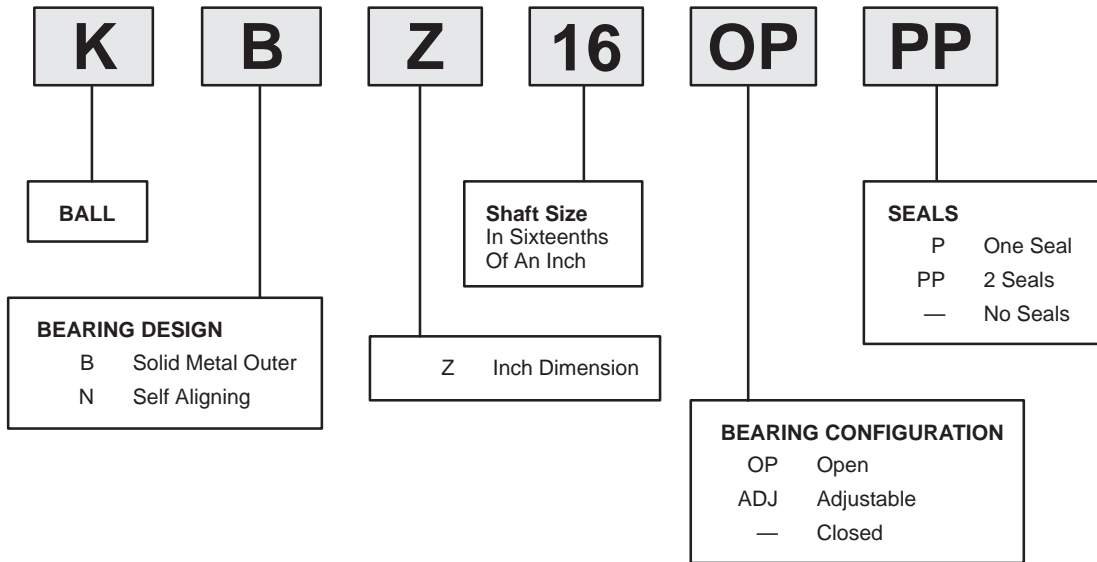 K B Z 16 OP PP
BALL
BEARING DESIGN
B Solid Metal Outer
N Self Aligning
Z Inch Dimension
Shaft Size
In Sixteenths
Of An Inch
BEARING CONFIGURATION
OP Open
ADJ Adjustable
— Closed
SEALS
P One Seal
PP 2 Seals
— No Seals